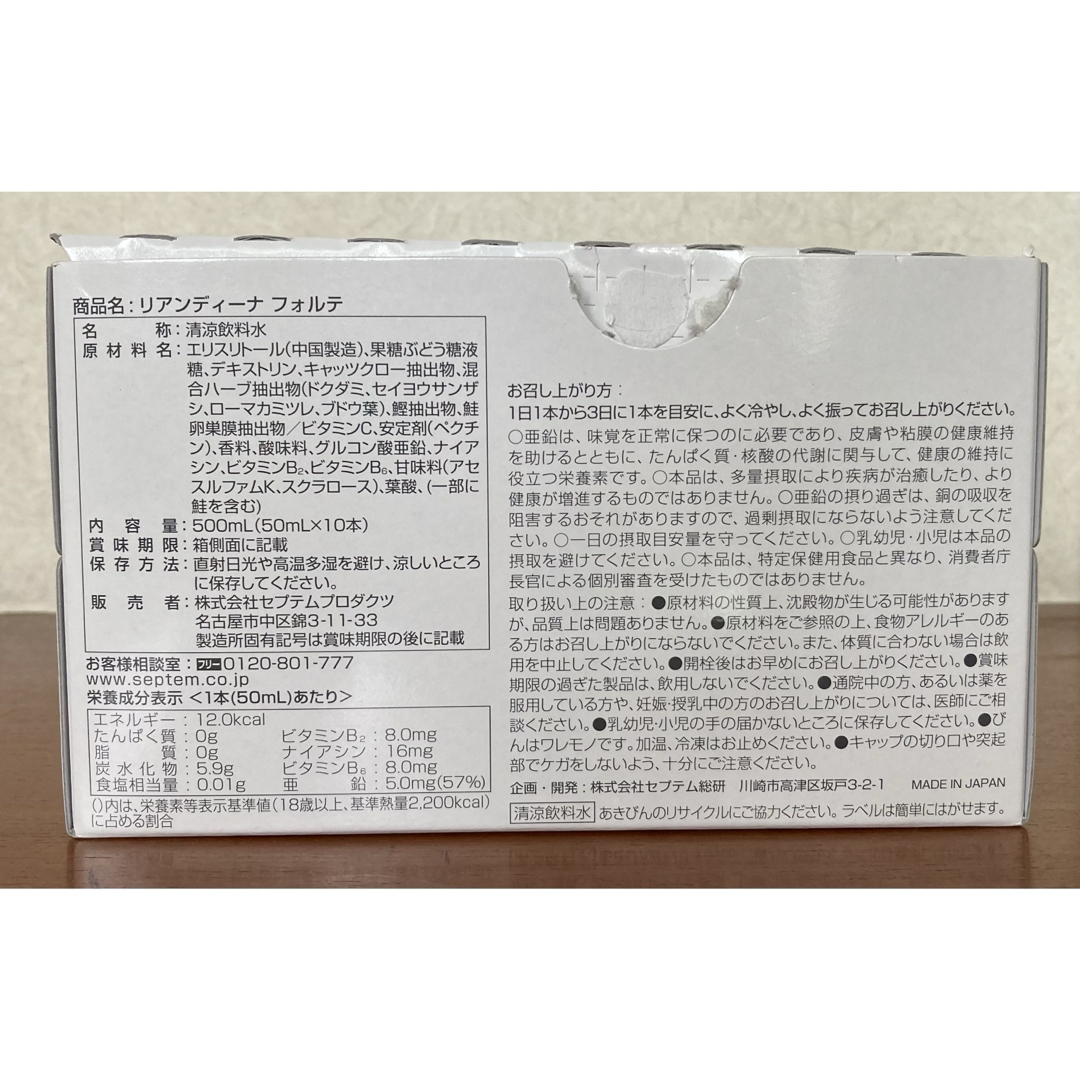 商品名：リアンディーナ フォルテ
名称：清涼飲料水
原材料名：エリスリトール(中国製造)、果糖ぶどう糖液
糖、デキストリン、キャッツクロー抽出物、混
合ハーブ抽出物(ドクダミ、セイヨウサンザ
シ、ローマカミツレ、ブドウ葉)、鰹抽出物、鮭
卵巣膜抽出物／ビタミンC、安定剤(ペクチ
ン)、香料、酸味料、グルコン酸亜鉛、ナイア
シン、ビタミンB₂、ビタミンB₆、甘味料(アセ
スルファムK、スクラロース)、葉酸、(一部に
鮭を含む)
内容量：500mL(50mL×10本)
賞味期限：箱側面に記載
保存方法：直射日光や高温多湿を避け、涼しいところ
に保存してください。
販売者：株式会社セプテムプロダクツ
名古屋市中区錦3-11-33
製造所固有記号は賞味期限の後に記載
お客様相談室：フリー0120-801-777
www.septem.co.jp
栄養成分表示 <1本(50mL)あたり>
エネルギー：12.0kcal
たんぱく質：0g ビタミンB₂：8.0mg
脂質：0g ナイアシン：16mg
炭水化物：5.9g ビタミンB₆：8.0mg
食塩相当量：0.01g 亜鉛：5.0mg(57%)
()内は、栄養素等表示基準値(18歳以上、基準熱量2,200kcal)
に占める割合
お召し上がり方：
1日1本から3日に1本を目安に、よく冷やし、よく振ってお召し上がりください。
○亜鉛は、味覚を正常に保つのに必要であり、皮膚や粘膜の健康維持
を助けるとともに、たんぱく質・核酸の代謝に関与して、健康の維持に
役立つ栄養素です。○本品は、多量摂取により疾病が治癒したり、より
健康が増進するものではありません。○亜鉛の摂り過ぎは、銅の吸収を
阻害するおそれがありますので、過剰摂取にならないよう注意してくだ
さい。○一日の摂取目安量を守ってください。○乳幼児・小児は本品の
摂取を避けてください。○本品は、特定保健用食品と異なり、消費者庁
長官による個別審査を受けたものではありません。
取り扱い上の注意：●原材料の性質上、沈殿物が生じる可能性があります
が、品質上は問題ありません。●原材料をご参照の上、食物アレルギーのあ
る方はお召し上がりにならないでください。また、体質に合わない場合は飲
用を中止してください。●開栓後はお早めにお召し上がりください。●賞味
期限の過ぎた製品は、飲用しないでください。●通院中の方、あるいは薬を
服用している方や、妊娠・授乳中の方のお召し上がりについては、医師にご相
談ください。●乳幼児・小児の手の届かないところに保存してください。●び
んはワレモノです。加温、冷凍はお止めください。●キャップの切り口や突起
部でケガをしないよう、十分にご注意ください。
企画・開発：株式会社セプテム総研 川崎市高津区坂戸3-2-1 MADE IN JAPAN
清涼飲料水 あきびんのリサイクルにご協力ください。ラベルは簡単にはがせます。